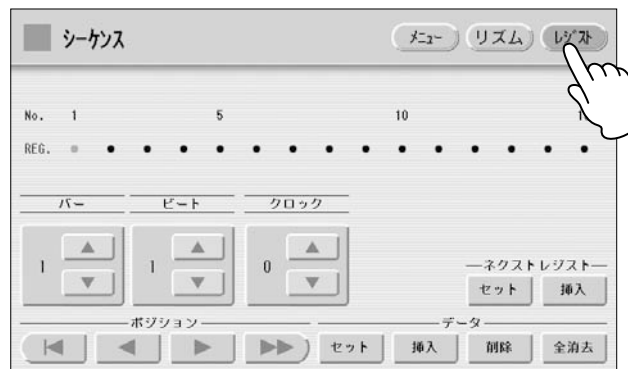 シーケンス メニュー リズム レジスト
No. 1 5 10
REG.
バー ビート クロック
1 1 0
ネクストレジスト
セット 挿入
ポジション データ
セット 挿入 削除 全消去